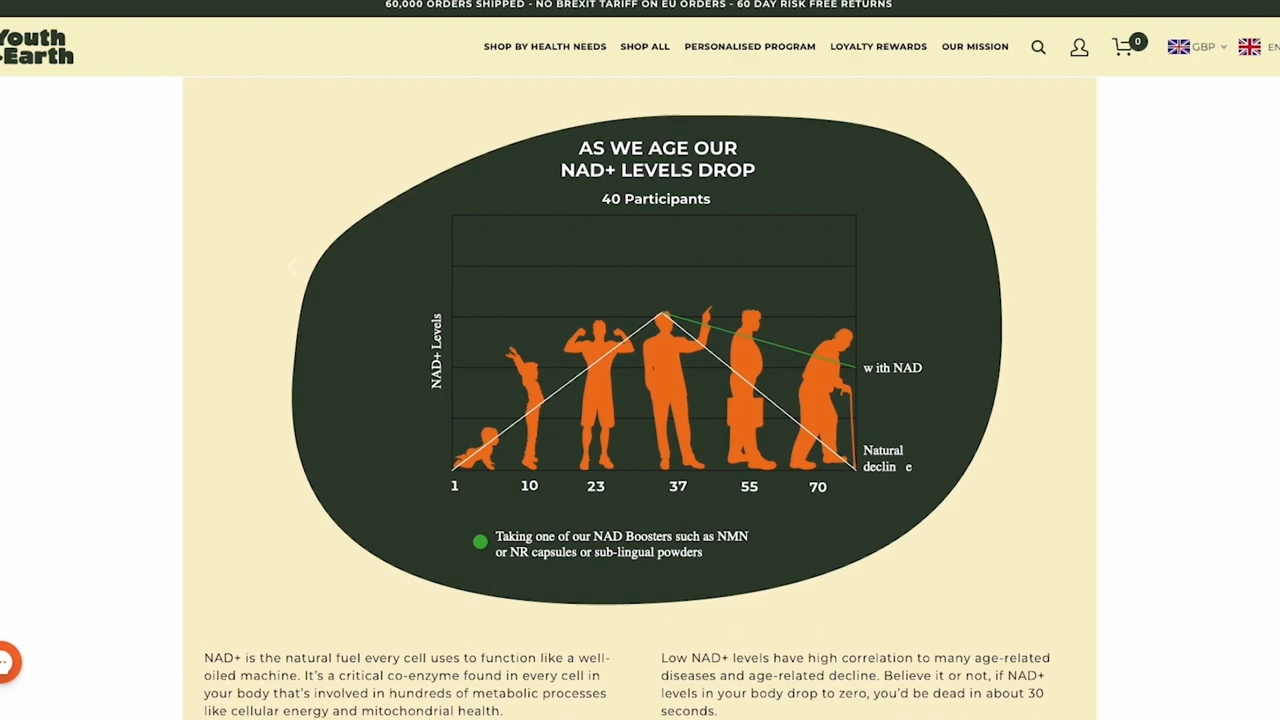 60,000 ORDERS SHIPPED - NO BREXIT TARIFF ON EU ORDERS - 60 DAY RISK FREE RETURNS
Youth
Earth
SHOP BY HEALTH NEEDS SHOP ALL PERSONALISED PROGRAM LOYALTY REWARDS OUR MISSION 0 GBP EN
AS WE AGE OUR
NAD+ LEVELS DROP
40 Participants
NAD+ Levels
w ith NAD
Natural
declin e
1 10 23 37 55 70
Taking one of our NAD Boosters such as NMN
or NR capsules or sub-lingual powders
NAD+ is the natural fuel every cell uses to function like a well-
oiled machine. It's a critical co-enzyme found in every cell in
your body that's involved in hundreds of metabolic processes
like cellular energy and mitochondrial health.
Low NAD+ levels have high correlation to many age-related
diseases and age-related decline. Believe it or not, if NAD+
levels in your body drop to zero, you'd be dead in about 30
seconds.